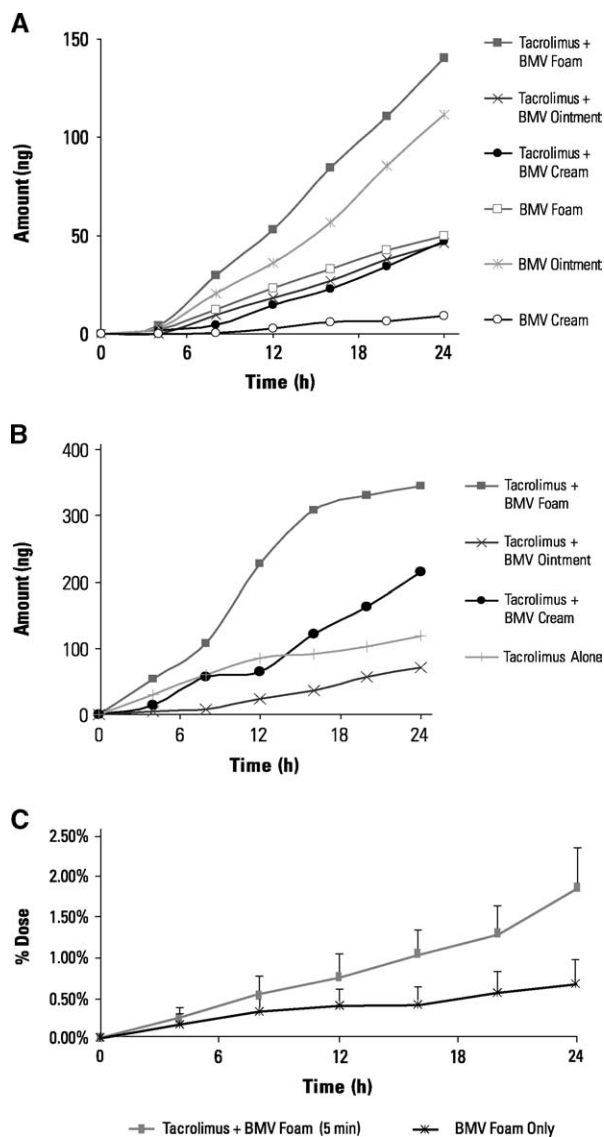 A
150
100
50
0
Amount (ng)
0
6
12
18
24
Time (h)
Tacrolimus +
BMV Foam
Tacrolimus +
BMV Ointment
Tacrolimus +
BMV Cream
BMV Foam
BMV Ointment
BMV Cream
B
400
300
200
100
0
Amount (ng)
0
6
12
18
24
Time (h)
Tacrolimus +
BMV Foam
Tacrolimus +
BMV Ointment
Tacrolimus +
BMV Cream
Tacrolimus Alone
C
2.50%
2.00%
1.50%
1.00%
0.50%
0.00%
% Dose
0
6
12
18
24
Time (h)
Tacrolimus + BMV Foam (5 min)
BMV Foam Only